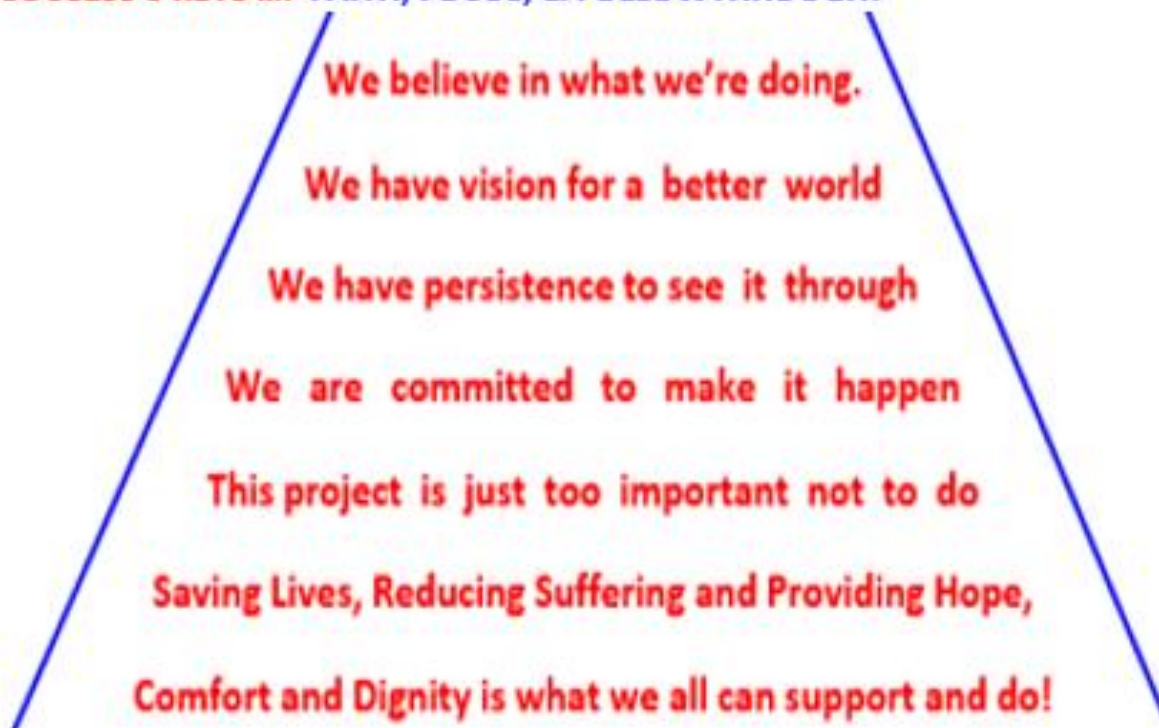 We believe in what we're doing.
We have vision for a better world
We have persistence to see it through
We are committed to make it happen
This project is just too important not to do
Saving Lives, Reducing Suffering and Providing Hope,
Comfort and Dignity is what we all can support and do!